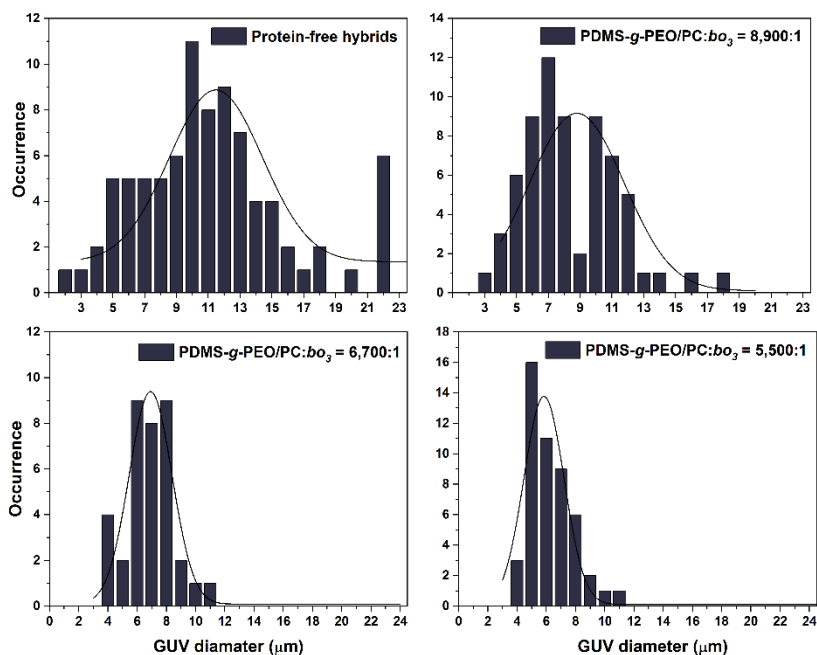 12
10
8
6
4
2
0
Occurrence
Protein-free hybrids
3 5 7 9 11 13 15 17 19 21 23
14
12
10
8
6
4
2
0
PDMS-g-PEO/PC:bo₃ = 8,900:1
1 3 5 7 9 11 13 15 17 19 21 23
12
10
8
6
4
2
0
Occurrence
PDMS-g-PEO/PC:bo₃ = 6,700:1
0 2 4 6 8 10 12 14 16 18 20 22 24
GUV diamater (μm)
18
16
14
12
10
8
6
4
2
0
PDMS-g-PEO/PC:bo₃ = 5,500:1
0 2 4 6 8 10 12 14 16 18 20 22 24
GUV diameter (μm)